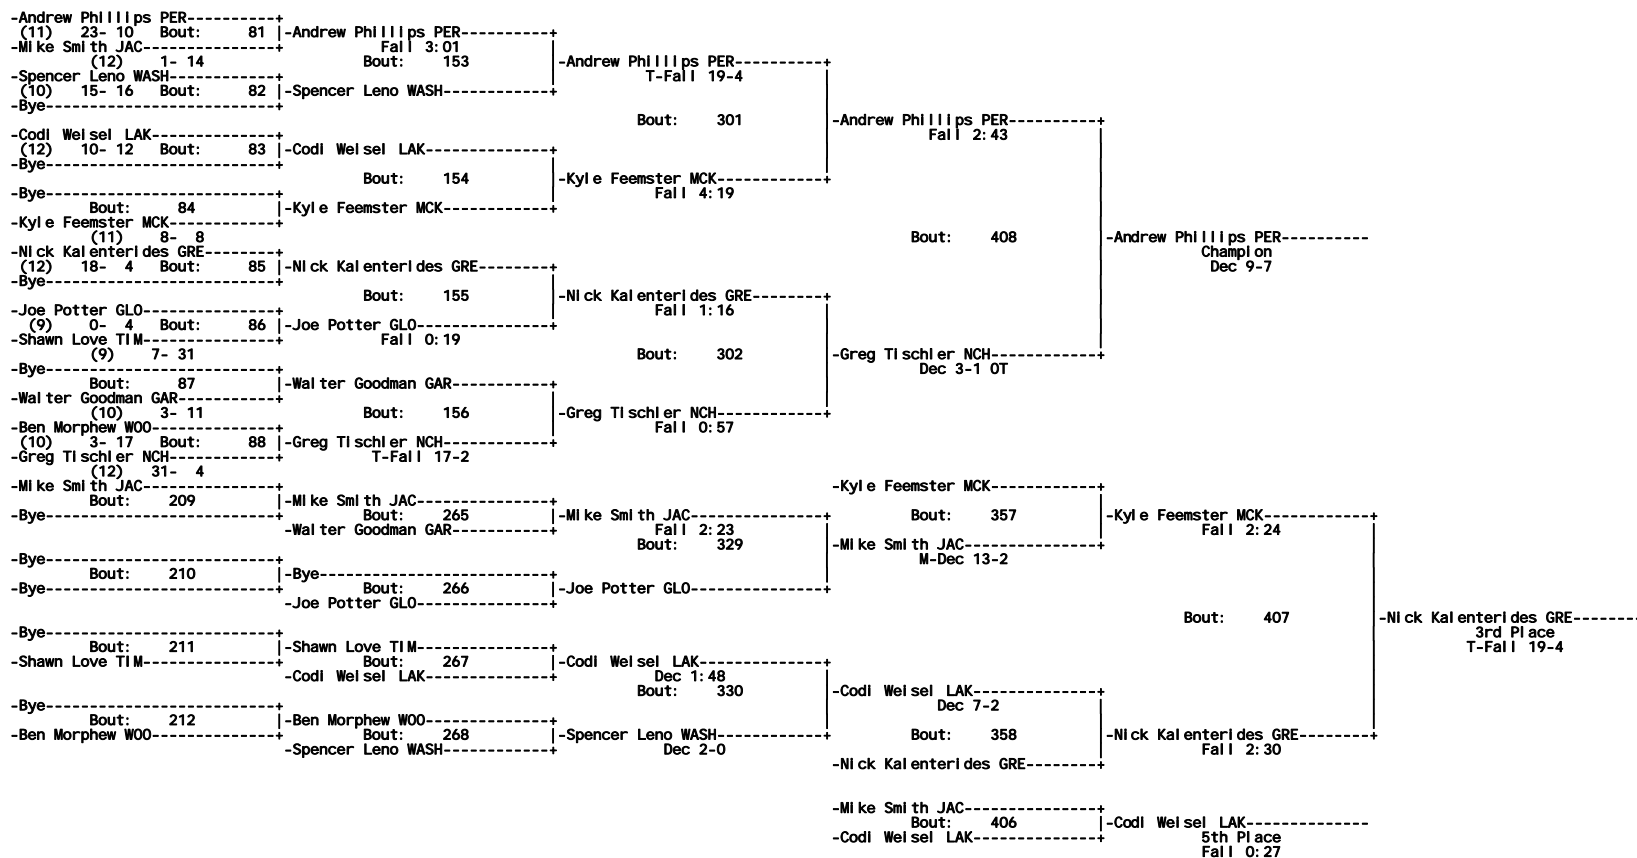 -Andrew Phillips PER-----------+
(11) 23- 10 Bout: 81 |-Andrew Phillips PER-----------+
-Mike Smith JAC----------------+ Fall 3:01 |
(12) 1- 14 Bout: 153 |-Andrew Phillips PER-----------+
-Spencer Leno WASH-------------+ | T-Fall 19-4 |
(10) 15- 16 Bout: 82 |-Spencer Leno WASH-------------+ |
-Bye---------------------------+ |
Bout: 301 |-Andrew Phillips PER-----------+
-Codi Weisel LAK---------------+ | Fall 2:43 |
(12) 10- 12 Bout: 83 |-Codi Weisel LAK---------------+ | |
-Bye---------------------------+ | | |
Bout: 154 |-Kyle Feemster MCK-------------+ |
-Bye---------------------------+ | Fall 4:19 |
Bout: 84 |-Kyle Feemster MCK-------------+ |
-Kyle Feemster MCK-------------+ |
(11) 8- 8 Bout: 408 |-Andrew Phillips PER----------
-Nick Kalenterides GRE---------+ | Champion
(12) 18- 4 Bout: 85 |-Nick Kalenterides GRE---------+ | Dec 9-7
-Bye---------------------------+ | |
Bout: 155 |-Nick Kalenterides GRE---------+ |
-Joe Potter GLO----------------+ | Fall 1:16 | |
(9) 0- 4 Bout: 86 |-Joe Potter GLO----------------+ | |
-Shawn Love TIM----------------+ Fall 0:19 | |
(9) 7- 31 Bout: 302 |-Greg Tischler NCH-------------+
-Bye---------------------------+ | Dec 3-1 OT
Bout: 87 |-Walter Goodman GAR------------+ |
-Walter Goodman GAR------------+ | |
(10) 3- 11 Bout: 156 |-Greg Tischler NCH-------------+
-Ben Morphew WOO---------------+ | Fall 0:57
(10) 3- 17 Bout: 88 |-Greg Tischler NCH-------------+
-Greg Tischler NCH-------------+ T-Fall 17-2
(12) 31- 4
-Mike Smith JAC----------------+ -Kyle Feemster MCK-------------+
Bout: 209 |-Mike Smith JAC----------------+ |
-Bye---------------------------+ Bout: 265 |-Mike Smith JAC----------------+ Bout: 357 |-Kyle Feemster MCK-------------+
-Walter Goodman GAR------------+ Fall 2:23 | | Fall 2:24 |
Bout: 329 |-Mike Smith JAC----------------+ |
-Bye---------------------------+ | M-Dec 13-2 |
Bout: 210 |-Bye---------------------------+ | |
-Bye---------------------------+ Bout: 266 |-Joe Potter GLO----------------+ |
-Joe Potter GLO----------------+ |
Bout: 407 |-Nick Kalenterides GRE--------
-Bye---------------------------+ | 3rd Place
Bout: 211 |-Shawn Love TIM----------------+ | T-Fall 19-4
-Shawn Love TIM----------------+ Bout: 267 |-Codi Weisel LAK---------------+ |
-Codi Weisel LAK---------------+ Dec 1:48 | |
Bout: 330 |-Codi Weisel LAK---------------+ |
-Bye---------------------------+ | Dec 7-2 | |
Bout: 212 |-Ben Morphew WOO---------------+ | | |
-Ben Morphew WOO---------------+ Bout: 268 |-Spencer Leno WASH-------------+ Bout: 358 |-Nick Kalenterides GRE---------+
-Spencer Leno WASH-------------+ Dec 2-0 | Fall 2:30
-Nick Kalenterides GRE---------+
-Mike Smith JAC----------------+
Bout: 406 |-Codi Weisel LAK--------------
-Codi Weisel LAK---------------+ 5th Place
Fall 0:27